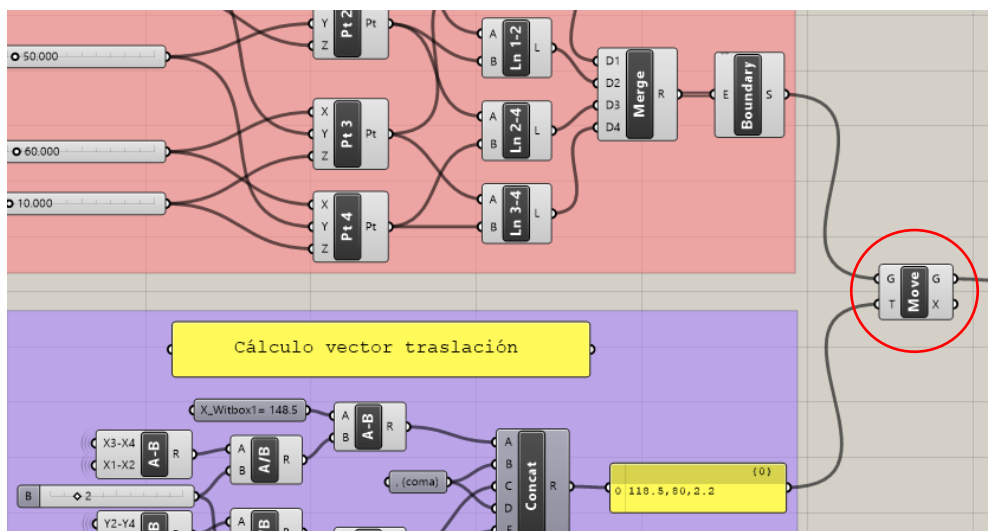 Y
Z
Pt 2
Pt
A
B
Ln 1-2
L
50.000
D1
D2
D3
D4
Merge
R
E
Boundary
S
X
Y
Z
Pt 3
Pt
A
B
Ln 2-4
L
60.000
10.000
X
Y
Z
Pt 4
Pt
A
B
Ln 3-4
L
G
T
Move
G
X
Cálculo vector traslación
X_Witbox1= 148.5
A
B
A-B
R
X3-X4
X1-X2
A-B
R
A
B
A/B
R
B
2
, (coma)
A
B
C
D
Concat
R
{0}
0 118.5,80,2.2
Y2-Y4
A
R